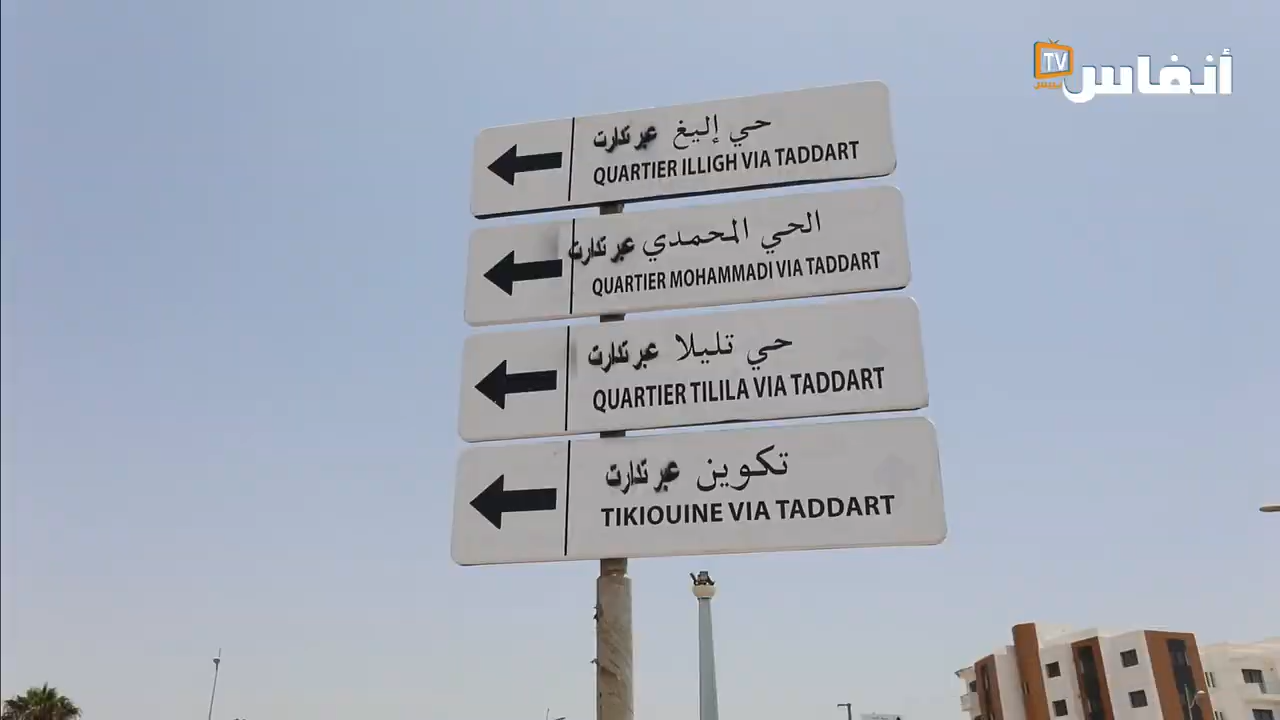 TV أنفاس
بريس
حي إليغ عبر تدارت
QUARTIER ILLIGH VIA TADDART
الحي المحمدي عبر تدارت
QUARTIER MOHAMMADI VIA TADDART
حي تليلا عبر تدارت
QUARTIER TILILA VIA TADDART
تكوين عبر تدارت
TIKIOUINE VIA TADDART